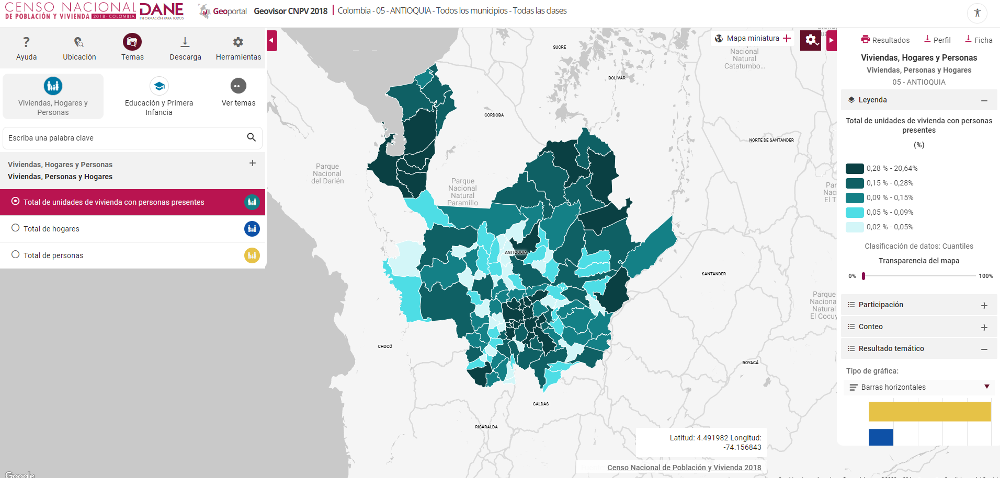 CENSO NACIONAL
DE POBLACIÓN Y VIVIENDA 2018 - COLOMBIA
DANE
INFORMACIÓN PARA TODOS
Geoportal
Geovisor CNPV 2018
Colombia - 05 - ANTIOQUIA - Todos los municipios - Todas las clases
Ayuda
Ubicación
Temas
Descarga
Herramientas
Viviendas, Hogares y
Personas
Educación y Primera
Infancia
Ver temas
Escriba una palabra clave
Viviendas, Hogares y Personas
Viviendas, Personas y Hogares
Total de unidades de vivienda con personas presentes
Total de hogares
Total de personas
Google
Mapa miniatura
SUCRE
Nacional
Natural
Catatumbo...
BOLÍVAR
CÓRDOBA
NORTE DE SANTANDER
Parque
Nacional
del Darién
Parque
Nacional
Natural
Paramillo
ANTIOQUIA
SANTANDER
Parque
Naciona
Natural
El Cocuy
CHOCÓ
BOYACÁ
CALDAS
RISARALDA
Latitud: 4.491982 Longitud:
-74.156843
Censo Nacional de Población y Vivienda 2018
Resultados
Perfil
Ficha
Viviendas, Hogares y Personas
Viviendas, Personas y Hogares
05 - ANTIOQUIA
Leyenda
Total de unidades de vivienda con personas
presentes
(%)
0,28 % - 20,64%
0,15 % - 0,28%
0,09 % - 0,15%
0,05 % - 0,09%
0,02 % - 0,05%
Clasificación de datos: Cuantiles
Transparencia del mapa
0%
100%
Participación
Conteo
Resultado temático
Tipo de gráfica:
Barras horizontales